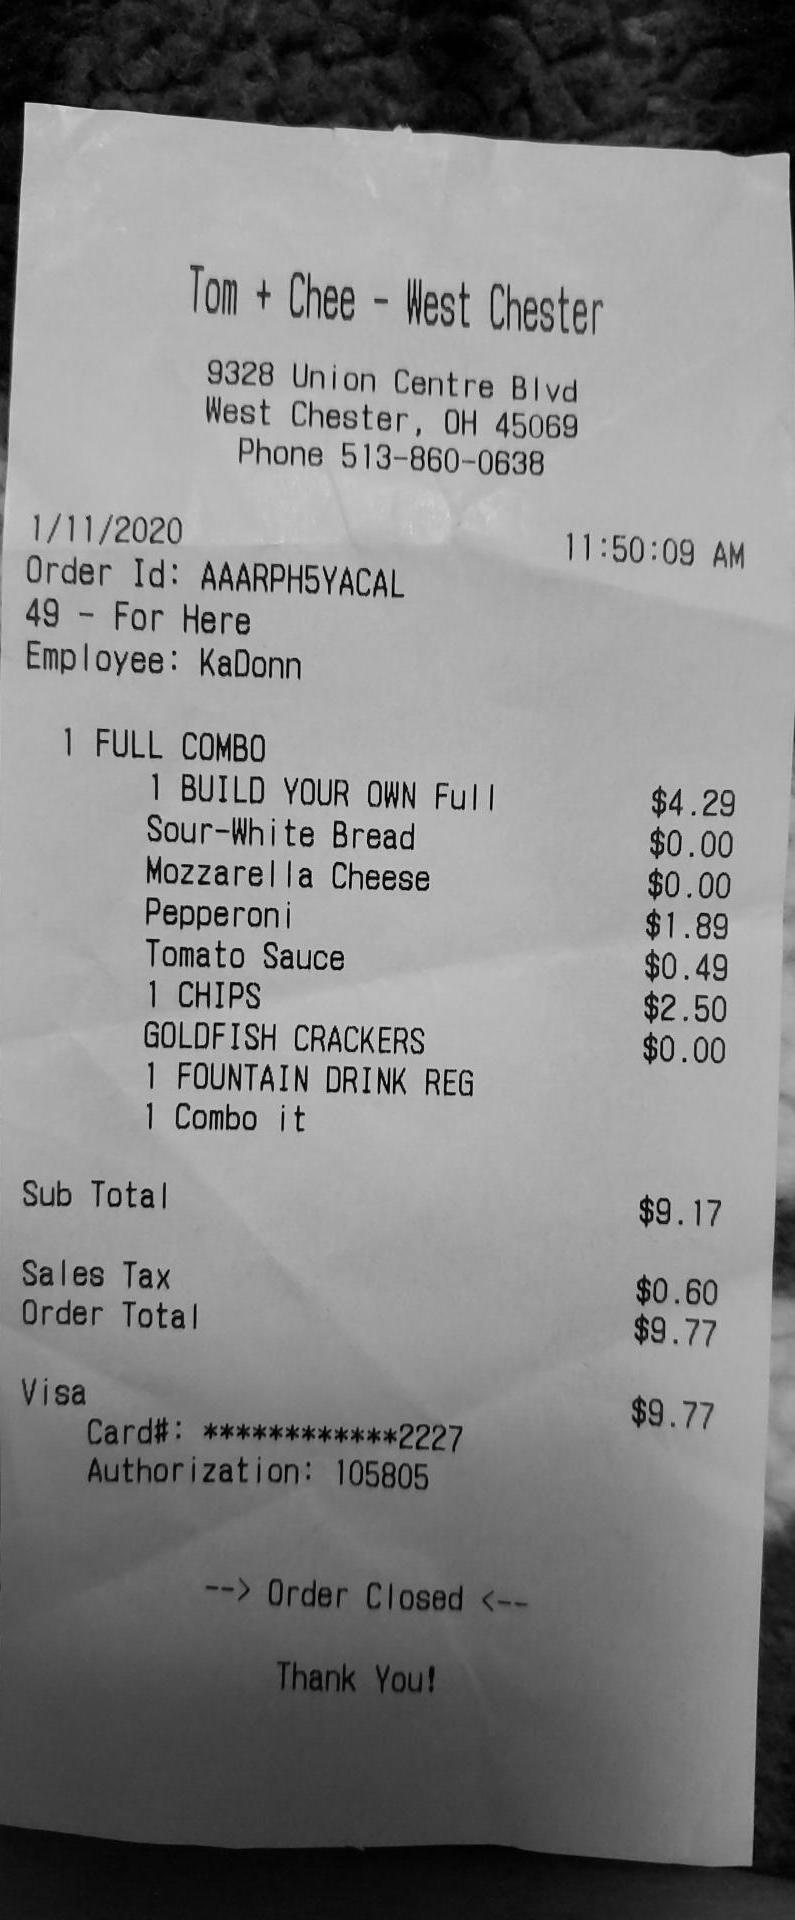 Tom + Chee - West Chester
9328 Union Centre Blvd
West Chester, OH 45069
Phone 513-860-0638
1/11/2020 11:50:09 AM
Order Id: AAARPH5YACAL
49 - For Here
Employee: KaDonn
1 FULL COMBO
1 BUILD YOUR OWN Full $4.29
Sour-White Bread $0.00
Mozzarella Cheese $0.00
Pepperoni $1.89
Tomato Sauce $0.49
1 CHIPS $2.50
GOLDFISH CRACKERS $0.00
1 FOUNTAIN DRINK REG
1 Combo it
Sub Total $9.17
Sales Tax $0.60
Order Total $9.77
Visa $9.77
Card#: ************2227
Authorization: 105805
--> Order Closed <--
Thank You!